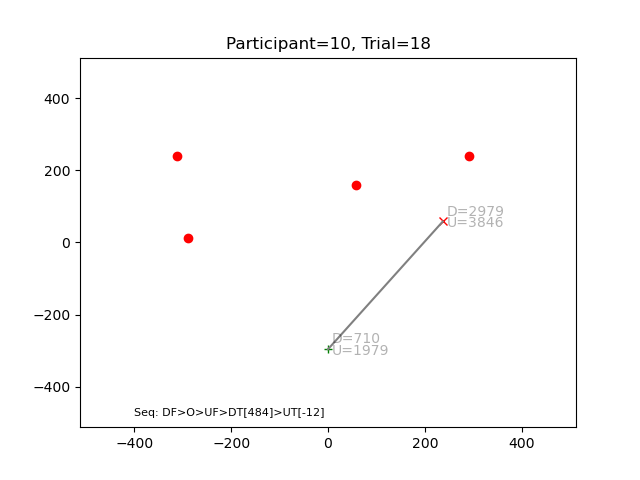 Participant=10, Trial=18
400
200
0
−200
−400
D=2979
U=3846
D=710
U=1979
Seq: DF>O>UF>DT[484]>UT[-12]
−400
−200
0
200
400